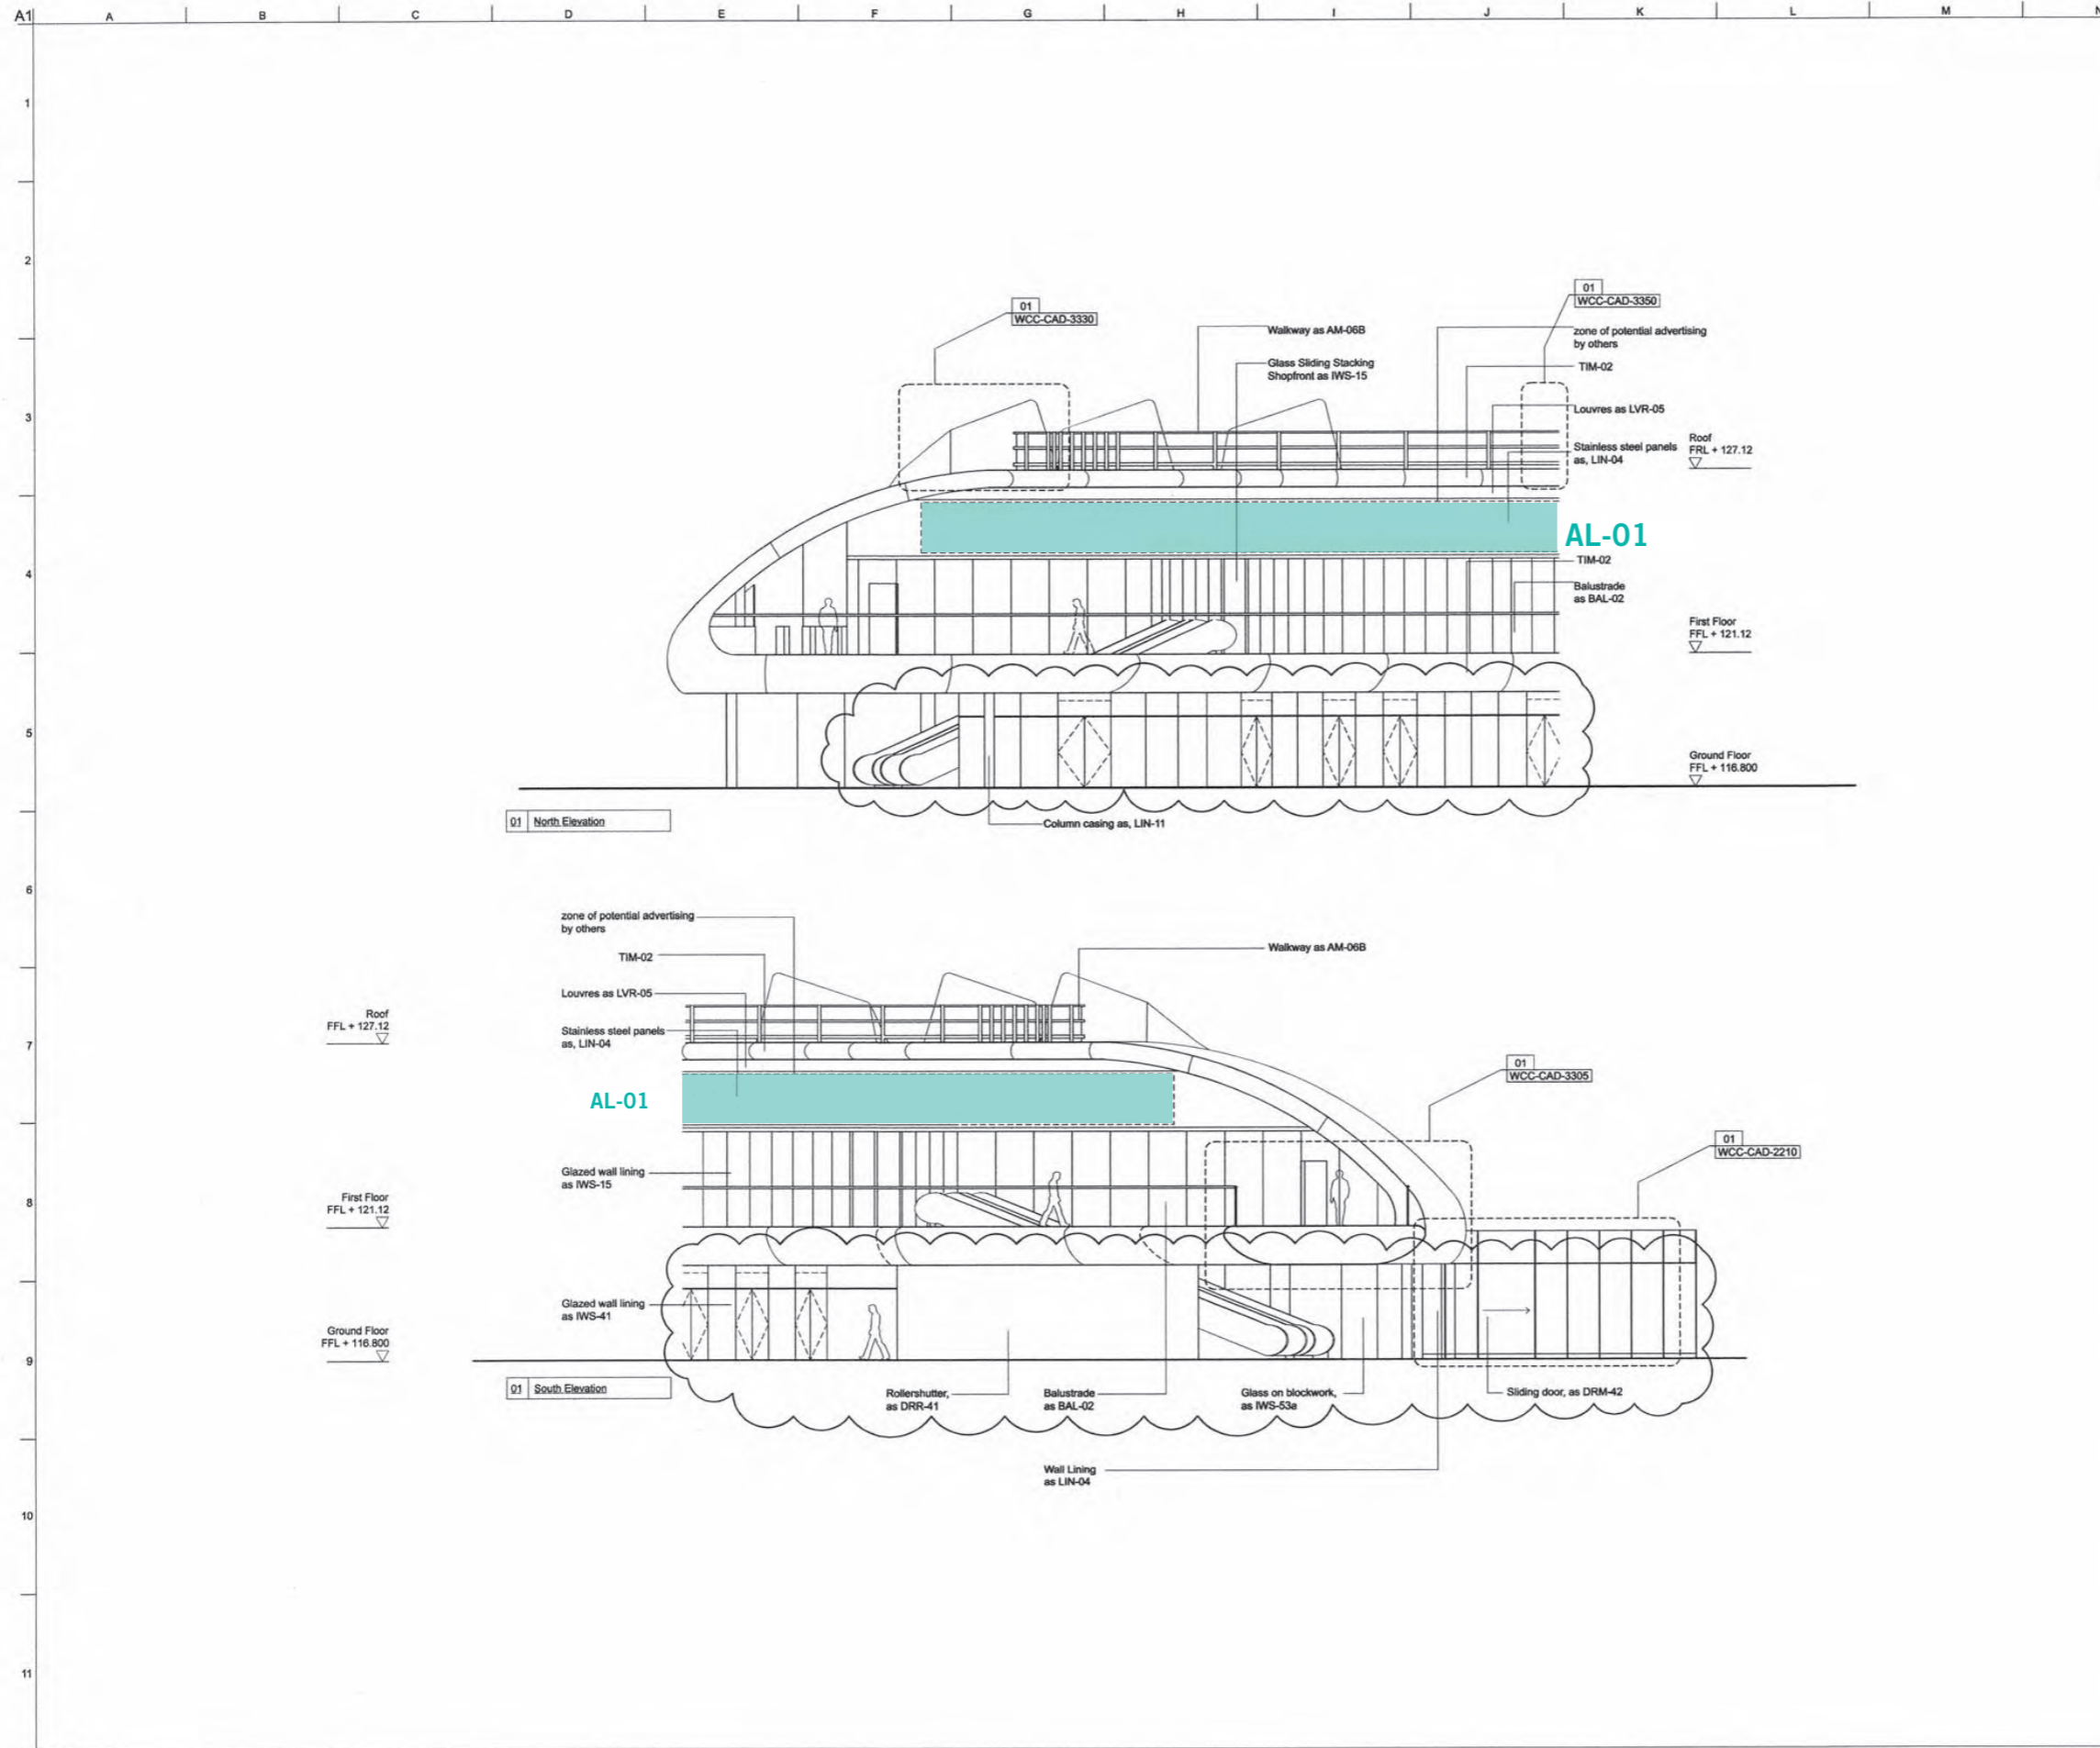 A1 A B C D E F G H I J K L M N
1
2
3
4
5
6
7
8
9
10
11
01
WCC-CAD-3330
01
WCC-CAD-3350
Walkway as AM-06B
zone of potential advertising
by others
Glass Sliding Stacking
Shopfront as IWS-15
TIM-02
Louvres as LVR-05
Stainless steel panels
as, LIN-04
Roof
FRL + 127.12
AL-01
TIM-02
Balustrade
as BAL-02
First Floor
FFL + 121.12
Ground Floor
FFL + 116.800
01 North Elevation
Column casing as, LIN-11
zone of potential advertising
by others
TIM-02
Walkway as AM-06B
Louvres as LVR-05
Roof
FFL + 127.12
Stainless steel panels
as, LIN-04
AL-01
01
WCC-CAD-3305
01
WCC-CAD-2210
Glazed wall lining
as IWS-15
First Floor
FFL + 121.12
Glazed wall lining
as IWS-41
Ground Floor
FFL + 116.800
01 South Elevation
Rollershutter,
as DRR-41
Balustrade
as BAL-02
Glass on blockwork,
as IWS-53a
Sliding door, as DRM-42
Wall Lining
as LIN-04